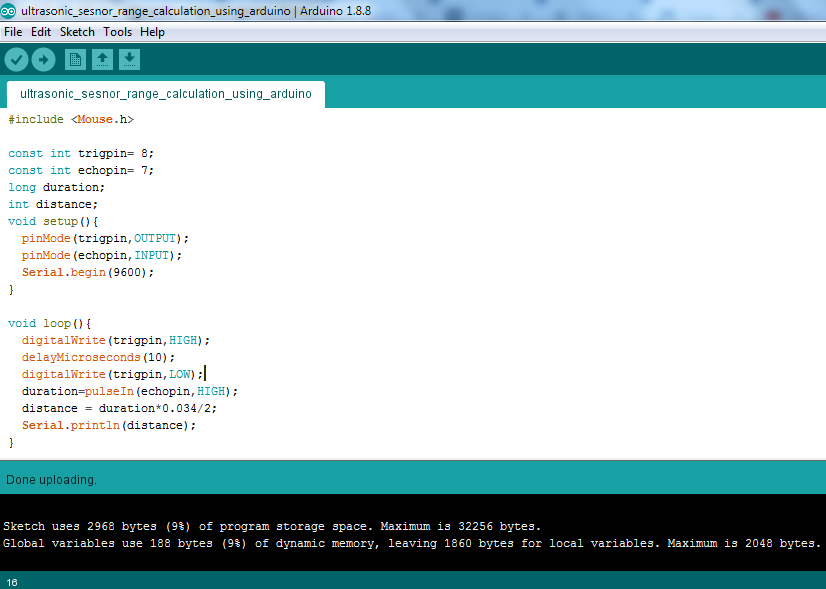 ultrasonic_sesnor_range_calculation_using_arduino | Arduino 1.8.8
File Edit Sketch Tools Help
ultrasonic_sesnor_range_calculation_using_arduino
#include <Mouse.h>
const int trigpin= 8;
const int echopin= 7;
long duration;
int distance;
void setup(){
pinMode(trigpin,OUTPUT);
pinMode(echopin,INPUT);
Serial.begin(9600);
}
void loop(){
digitalWrite(trigpin,HIGH);
delayMicroseconds(10);
digitalWrite(trigpin,LOW);
duration=pulseIn(echopin,HIGH);
distance = duration*0.034/2;
Serial.println(distance);
}
Done uploading.
Sketch uses 2968 bytes (9%) of program storage space. Maximum is 32256 bytes.
Global variables use 188 bytes (9%) of dynamic memory, leaving 1860 bytes for local variables. Maximum is 2048 bytes.
16